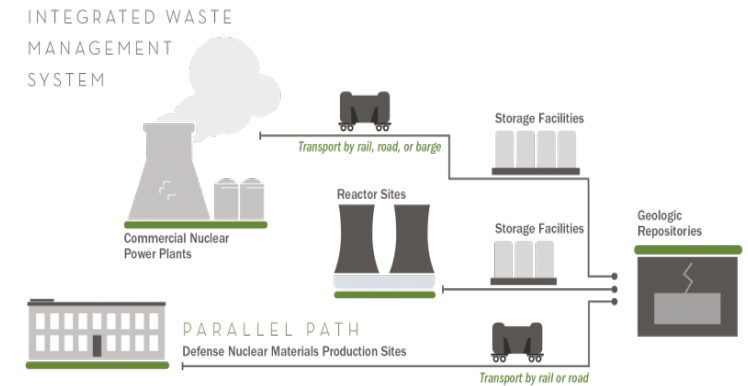 INTEGRATED WASTE
MANAGEMENT
SYSTEM
Storage Facilities
Transport by rail, road, or barge
Reactor Sites
Geologic
Repositories
Storage Facilities
Commercial Nuclear
Power Plants
PARALLEL PATH
Defense Nuclear Materials Production Sites
Transport by rail or road